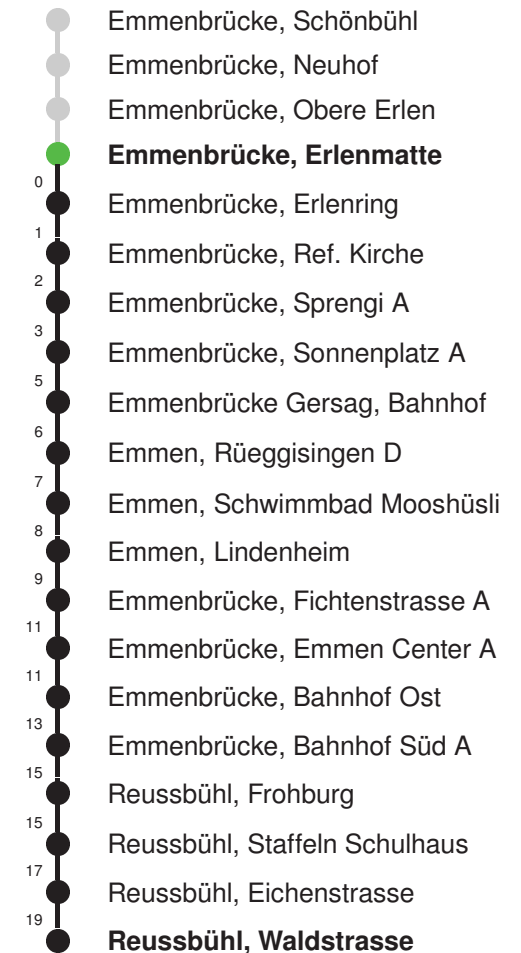 Emmenbrücke, Schönbühl
Emmenbrücke, Neuhof
Emmenbrücke, Obere Erlen
Emmenbrücke, Erlenmatte
0
Emmenbrücke, Erlenring
1
Emmenbrücke, Ref. Kirche
2
Emmenbrücke, Sprengi A
3
Emmenbrücke, Sonnenplatz A
5
Emmenbrücke Gersag, Bahnhof
6
Emmen, Rüeggisingen D
7
Emmen, Schwimmbad Mooshüsli
8
Emmen, Lindenheim
9
Emmenbrücke, Fichtenstrasse A
11
Emmenbrücke, Emmen Center A
11
Emmenbrücke, Bahnhof Ost
13
Emmenbrücke, Bahnhof Süd A
15
Reussbühl, Frohburg
15
Reussbühl, Staffeln Schulhaus
17
Reussbühl, Eichenstrasse
19
Reussbühl, Waldstrasse